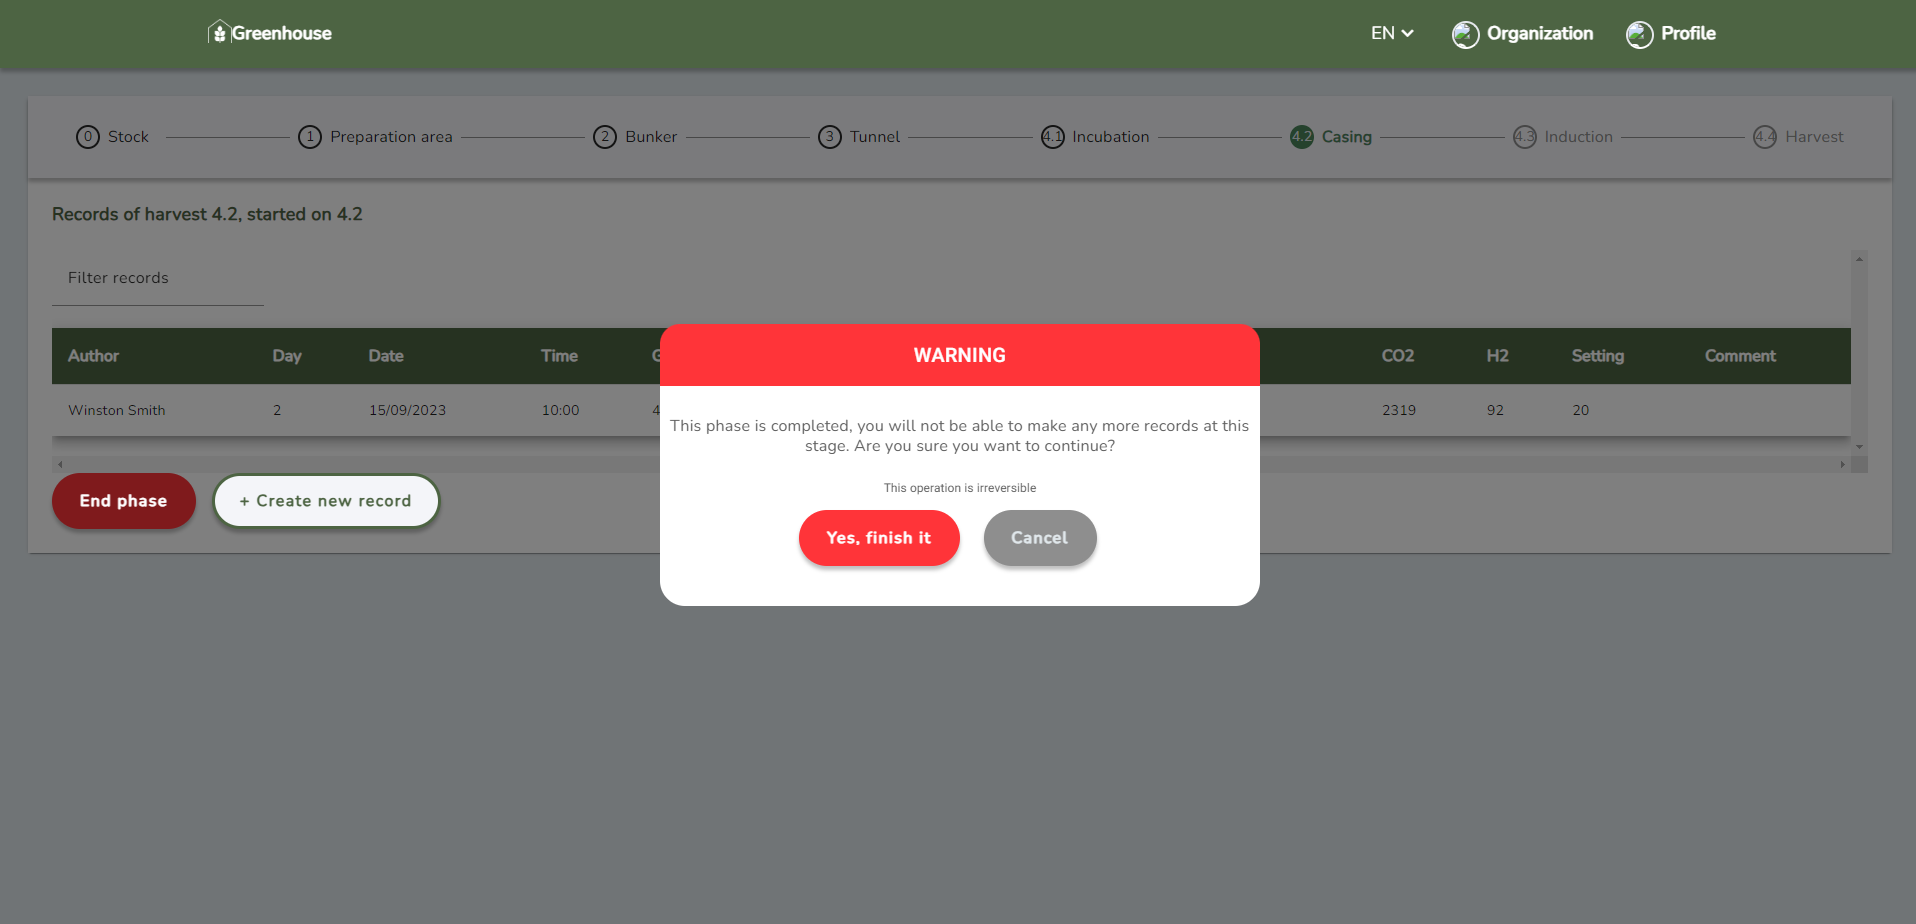 Greenhouse
EN
Organization
Profile
0 Stock
1 Preparation area
2 Bunker
3 Tunnel
4.1 Incubation
4.2 Casing
4.3 Induction
4.4 Harvest
Records of harvest 4.2, started on 4.2
Filter records
Author Day Date Time CO2 H2 Setting Comment
Winston Smith 2 15/09/2023 10:00 4 2319 92 20
WARNING
This phase is completed, you will not be able to make any more records at this
stage. Are you sure you want to continue?
This operation is irreversible
Yes, finish it
Cancel
End phase
+ Create new record